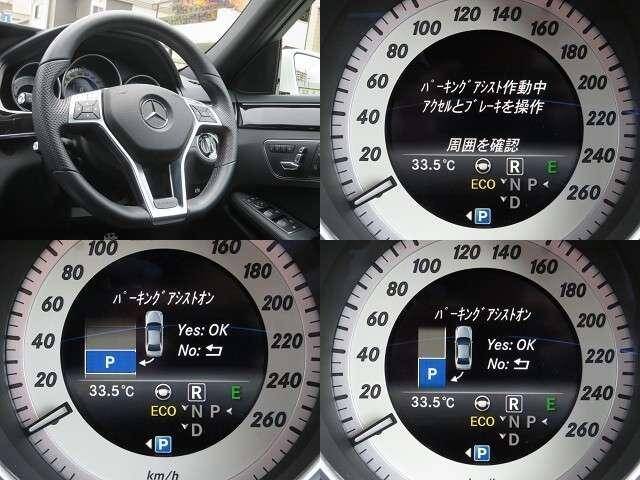 100
120
140
160
180
200
220
240
260
80
60
40
20
パーキングアシスト作動中
アクセルとブレーキを操作
周囲を確認
33.5℃
R
E
ECO
N
P
D
P
100
160
180
200
220
240
260
80
60
40
20
パーキングアシストオン
Yes: OK
No:
P
33.5℃
R
E
ECO
N
P
D
P
km/h
100
120
140
160
180
200
220
240
260
80
60
40
20
パーキングアシストオン
Yes: OK
No:
P
33.5℃
R
E
ECO
N
P
D
P
km/h